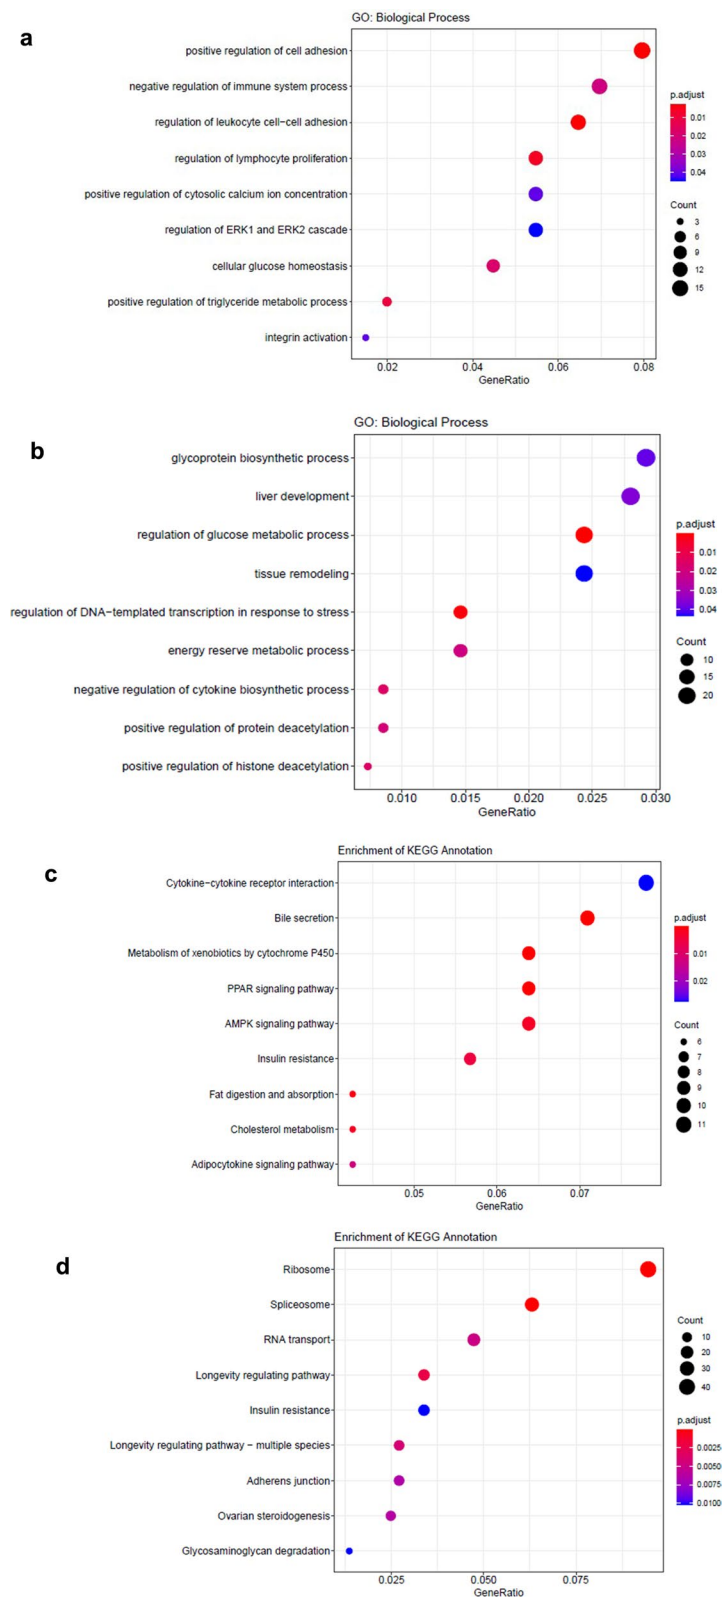 a
GO: Biological Process
positive regulation of cell adhesion
negative regulation of immune system process
regulation of leukocyte cell−cell adhesion
regulation of lymphocyte proliferation
positive regulation of cytosolic calcium ion concentration
regulation of ERK1 and ERK2 cascade
cellular glucose homeostasis
positive regulation of triglyceride metabolic process
integrin activation
0.02 0.04 0.06 0.08
GeneRatio
p.adjust
0.01
0.02
0.03
0.04
Count
3
6
9
12
15
b
GO: Biological Process
glycoprotein biosynthetic process
liver development
regulation of glucose metabolic process
tissue remodeling
regulation of DNA−templated transcription in response to stress
energy reserve metabolic process
negative regulation of cytokine biosynthetic process
positive regulation of protein deacetylation
positive regulation of histone deacetylation
0.010 0.015 0.020 0.025 0.030
GeneRatio
p.adjust
0.01
0.02
0.03
0.04
Count
10
15
20
c
Enrichment of KEGG Annotation
Cytokine−cytokine receptor interaction
Bile secretion
Metabolism of xenobiotics by cytochrome P450
PPAR signaling pathway
AMPK signaling pathway
Insulin resistance
Fat digestion and absorption
Cholesterol metabolism
Adipocytokine signaling pathway
0.05 0.06 0.07
GeneRatio
p.adjust
0.01
0.02
Count
6
7
8
9
10
11
d
Enrichment of KEGG Annotation
Ribosome
Spliceosome
RNA transport
Longevity regulating pathway
Insulin resistance
Longevity regulating pathway − multiple species
Adherens junction
Ovarian steroidogenesis
Glycosaminoglycan degradation
0.025 0.050 0.075
GeneRatio
Count
10
20
30
40
p.adjust
0.0025
0.0050
0.0075
0.0100